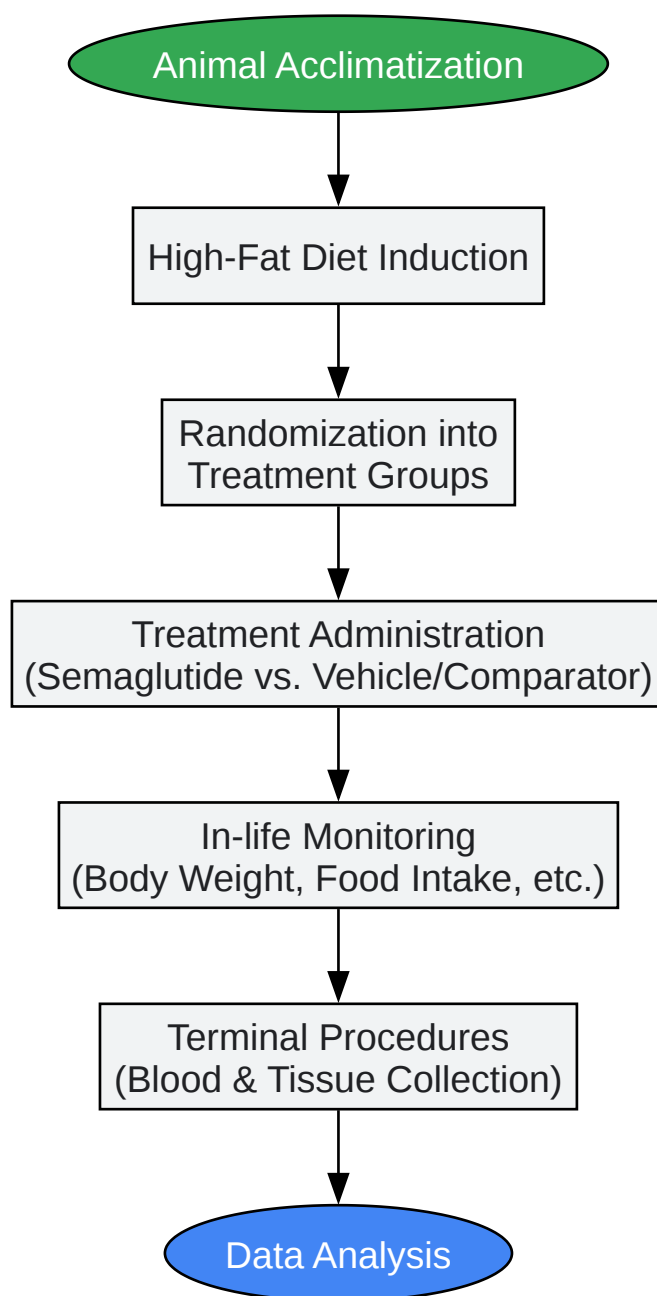 Animal Acclimatization
High-Fat Diet Induction
Randomization into
Treatment Groups
Treatment Administration
(Semaglutide vs. Vehicle/Comparator)
In-life Monitoring
(Body Weight, Food Intake, etc.)
Terminal Procedures
(Blood & Tissue Collection)
Data Analysis